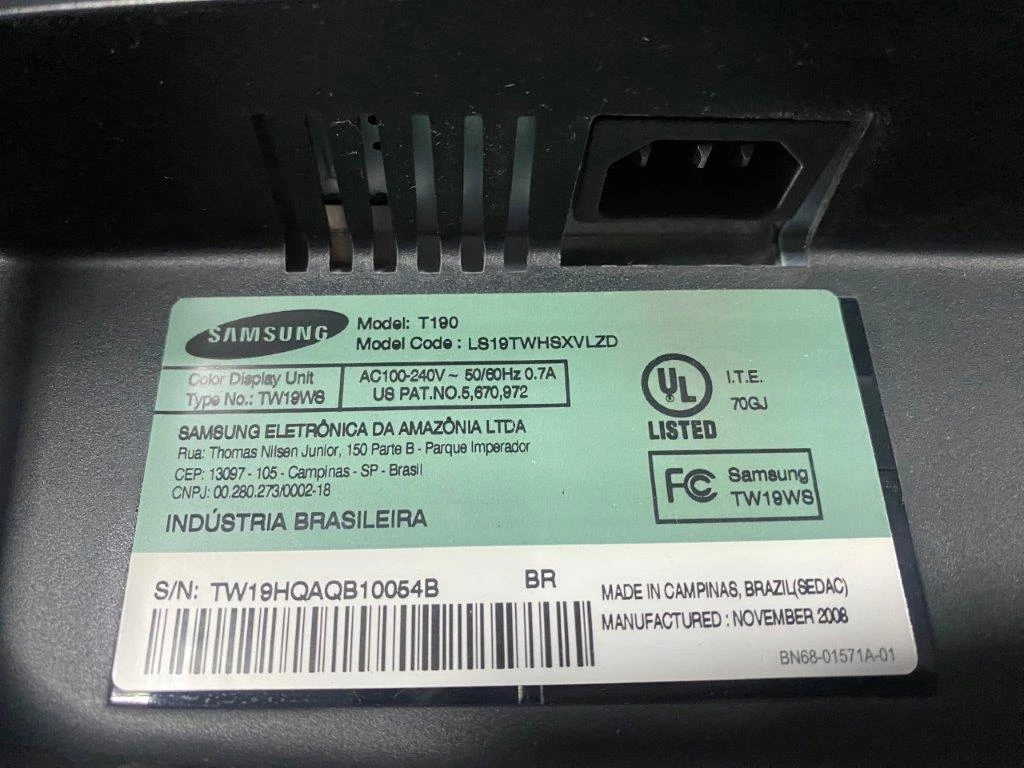 SAMSUNG
Model: T190
Model Code : LS19TWHSXVLZD
Color Display Unit
Type No.: TW19WS
AC100-240V ~ 50/60Hz 0.7A
US PAT.NO.5,670,972
SAMSUNG ELETRÔNICA DA AMAZÔNIA LTDA
Rua: Thomas Nilsen Junior, 150 Parte B - Parque Imperador
CEP: 13097 - 105 - Campinas - SP - Brasil
CNPJ: 00.280.273/0002-18
INDÚSTRIA BRASILEIRA
UL
LISTED
I.T.E.
70GJ
FC
Samsung
TW19WS
S/N: TW19HQAQB10054B
BR
MADE IN CAMPINAS, BRAZIL(SEDAC)
MANUFACTURED : NOVEMBER 2008
BN68-01571A-01